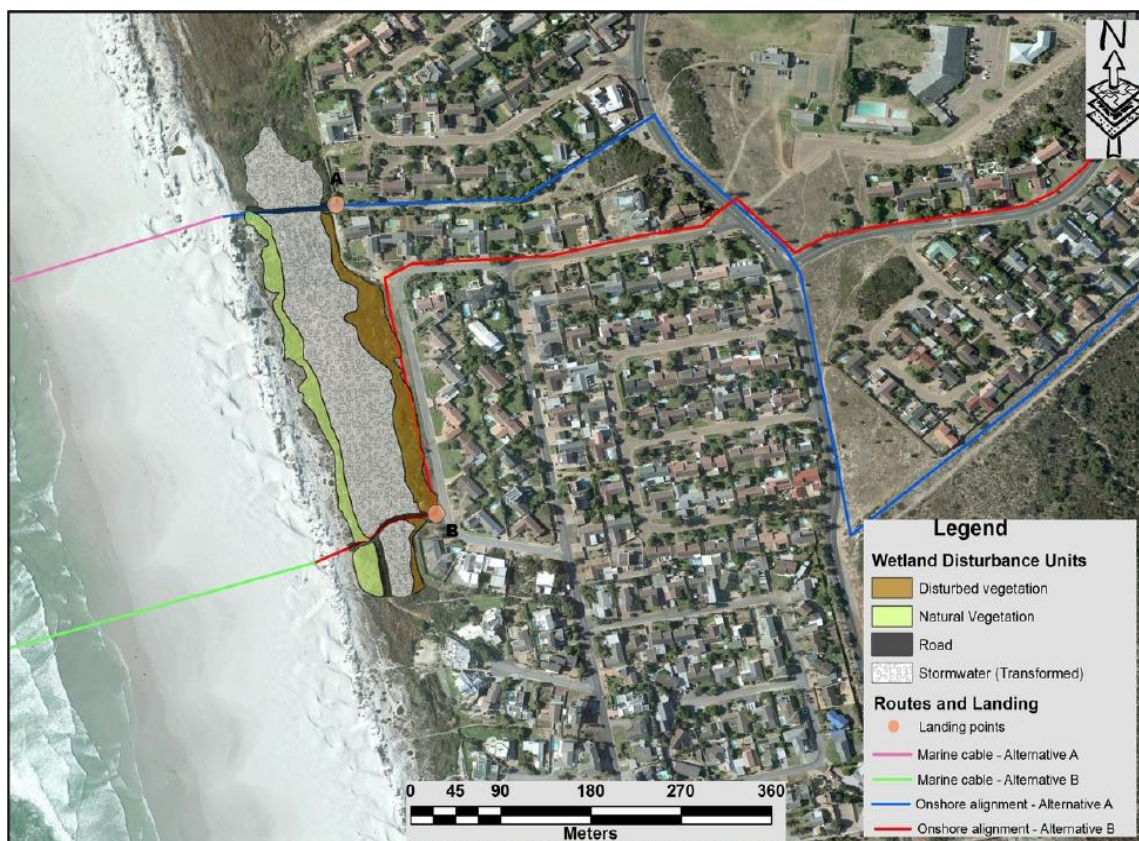 N
A
B
Legend
Wetland Disturbance Units
Disturbed vegetation
Natural Vegetation
Road
Stormwater (Transformed)
Routes and Landing
Landing points
Marine cable - Alternative A
Marine cable - Alternative B
Onshore alignment - Alternative A
Onshore alignment - Alternative B
0 45 90 180 270 360
Meters